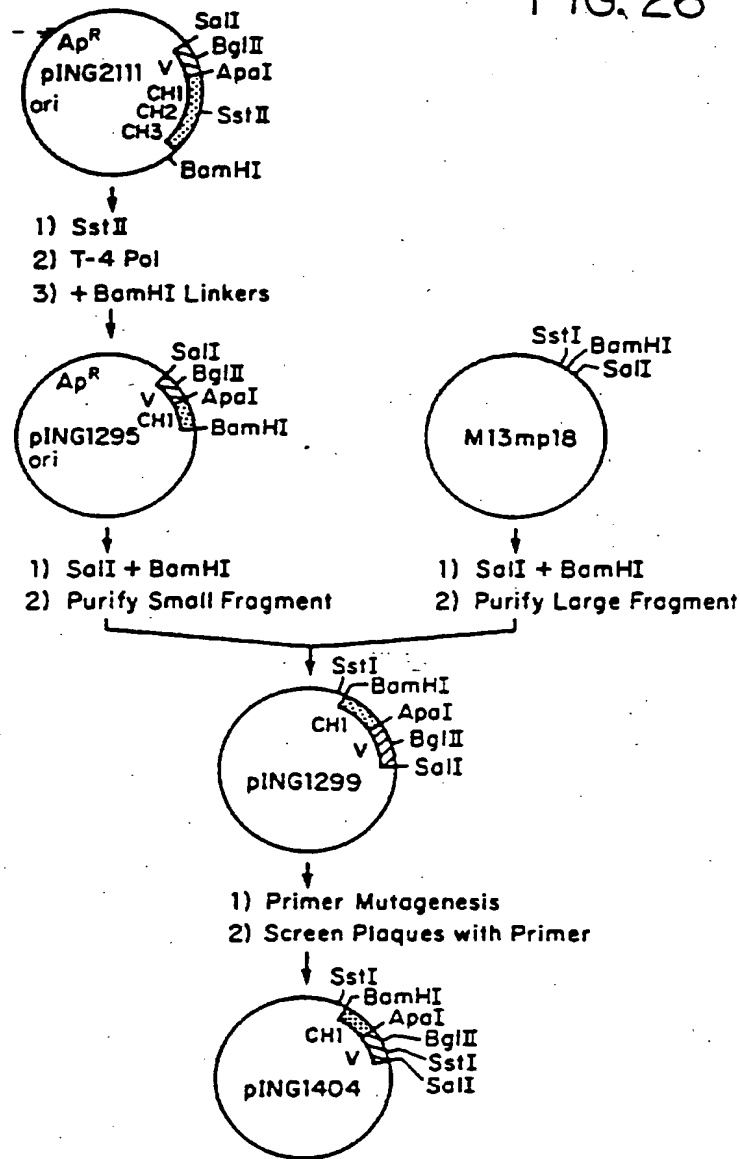 FIG. 26
Ap^R
pING2111
ori
V
CH1
CH2
CH3
SalI
BglII
ApaI
SstII
BamHI
1) SstII
2) T-4 Pol
3) + BamHI Linkers
Ap^R
pING1295
ori
V
CH1
SalI
BglII
ApaI
BamHI
SstI
BamHI
SalI
M13mp18
1) SalI + BamHI
2) Purify Small Fragment
1) SalI + BamHI
2) Purify Large Fragment
SstI
BamHI
ApaI
BglII
SalI
CH1
V
pING1299
1) Primer Mutagenesis
2) Screen Plaques with Primer
SstI
BamHI
ApaI
BglII
SstI
SalI
CH1
V
pING1404